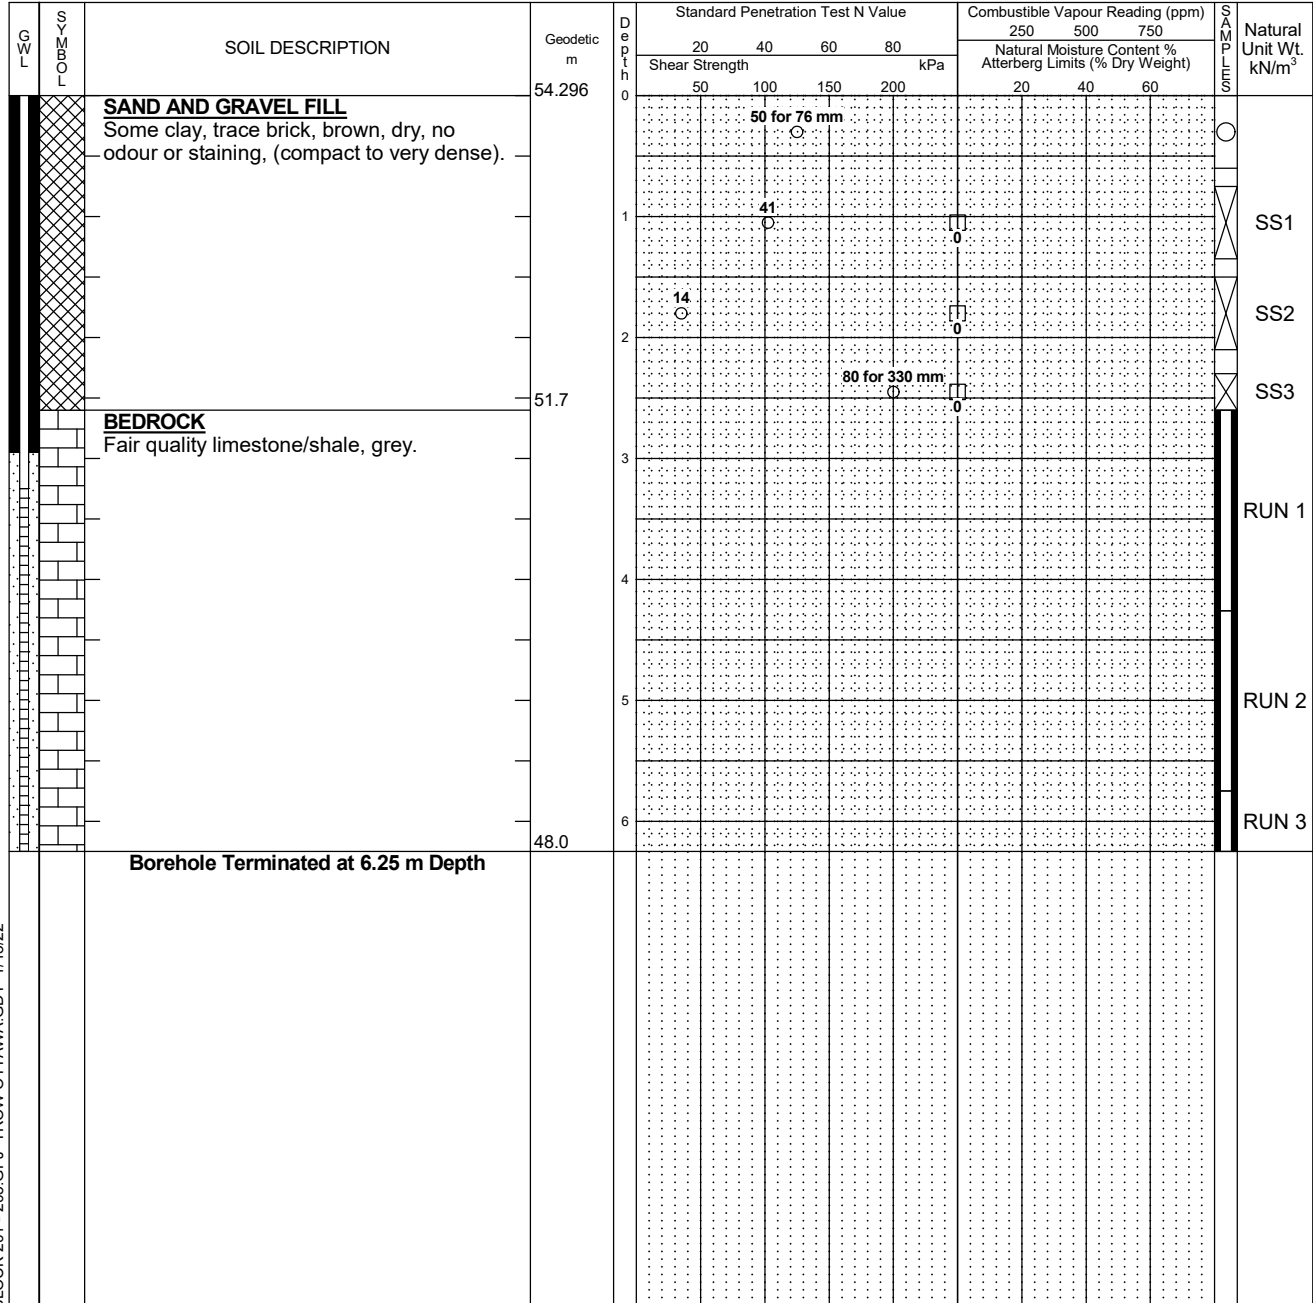 GWL
SYMBOL
SOIL DESCRIPTION
Geodetic
m
Depth
Standard Penetration Test N Value
20 40 60 80
Shear Strength kPa
50 100 150 200
Combustible Vapour Reading (ppm)
250 500 750
Natural Moisture Content %
Atterberg Limits (% Dry Weight)
20 40 60
SAMPLES
Natural
Unit Wt.
kN/m³
54.296
0
SAND AND GRAVEL FILL
Some clay, trace brick, brown, dry, no
odour or staining, (compact to very dense).
50 for 76 mm
1
41
0
SS1
14
0
SS2
2
80 for 330 mm
0
SS3
51.7
BEDROCK
Fair quality limestone/shale, grey.
3
RUN 1
4
5
RUN 2
6
RUN 3
48.0
Borehole Terminated at 6.25 m Depth